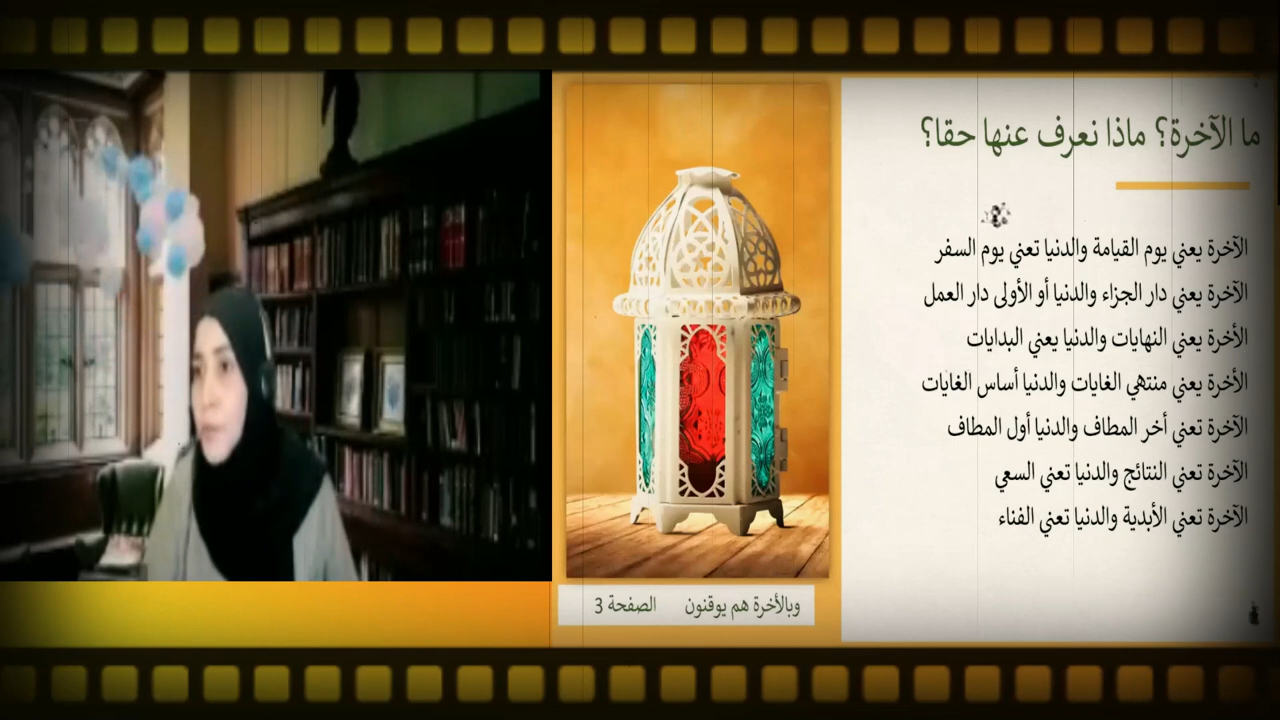 ما الآخرة؟ ماذا نعرف عنها حقا؟
الآخرة يعني يوم القيامة والدنيا تعني يوم السفر
الآخرة يعني دار الجزاء والدنيا أو الأولى دار العمل
الأخرة يعني النهايات والدنيا يعني البدايات
الأخرة يعني منتهي الغايات والدنيا أساس الغايات
الآخرة تعني أخر المطاف والدنيا أول المطاف
الآخرة تعني النتائج والدنيا تعني السعي
الآخرة تعني الأبدية والدنيا تعني الفناء
وبالأخرة هم يوقنون الصفحة 3